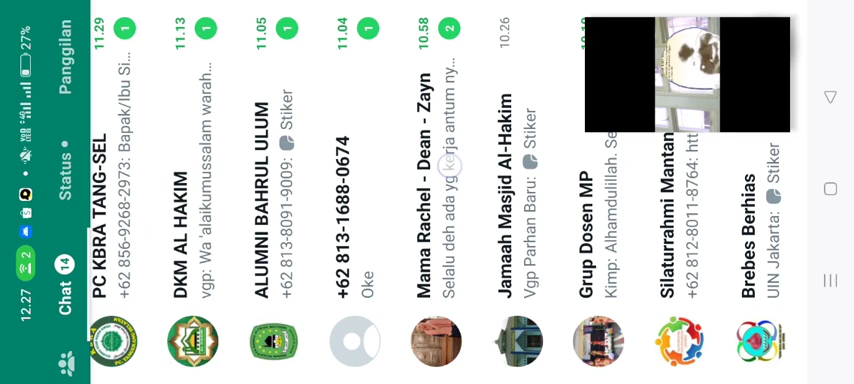 12.27
2
27%
Chat 14
Status
Panggilan
PC KBRA TANG-SEL
11.29
+62 856-9268-2973: Bapak/Ibu Si...
1
DKM AL HAKIM
11.13
vgp: Wa 'alaikumussalam warah...
1
ALUMNI BAHRUL ULUM
11.05
+62 813-8091-9009: Stiker
1
+62 813-1688-0674
11.04
Oke
1
Mama Rachel - Dean - Zayn
10.58
Selalu deh ada yg kerja antum ny...
2
Jamaah Masjid Al-Hakim
10.26
Vgp Parhan Baru: Stiker
Grup Dosen MP
Kimp: Alhamdulillah. Se
Silaturrahmi Mantan
+62 812-8011-8764: htt
Brebes Berhias
UIN Jakarta: Stiker